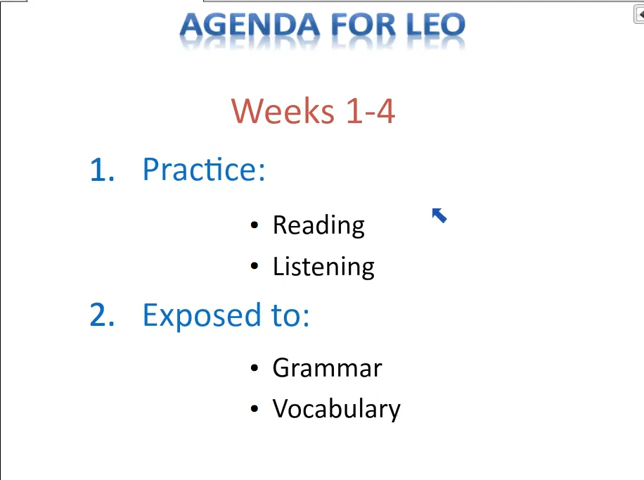 AGENDA FOR LEO
Weeks 1-4
1. Practice:
• Reading
• Listening
2. Exposed to:
• Grammar
• Vocabulary